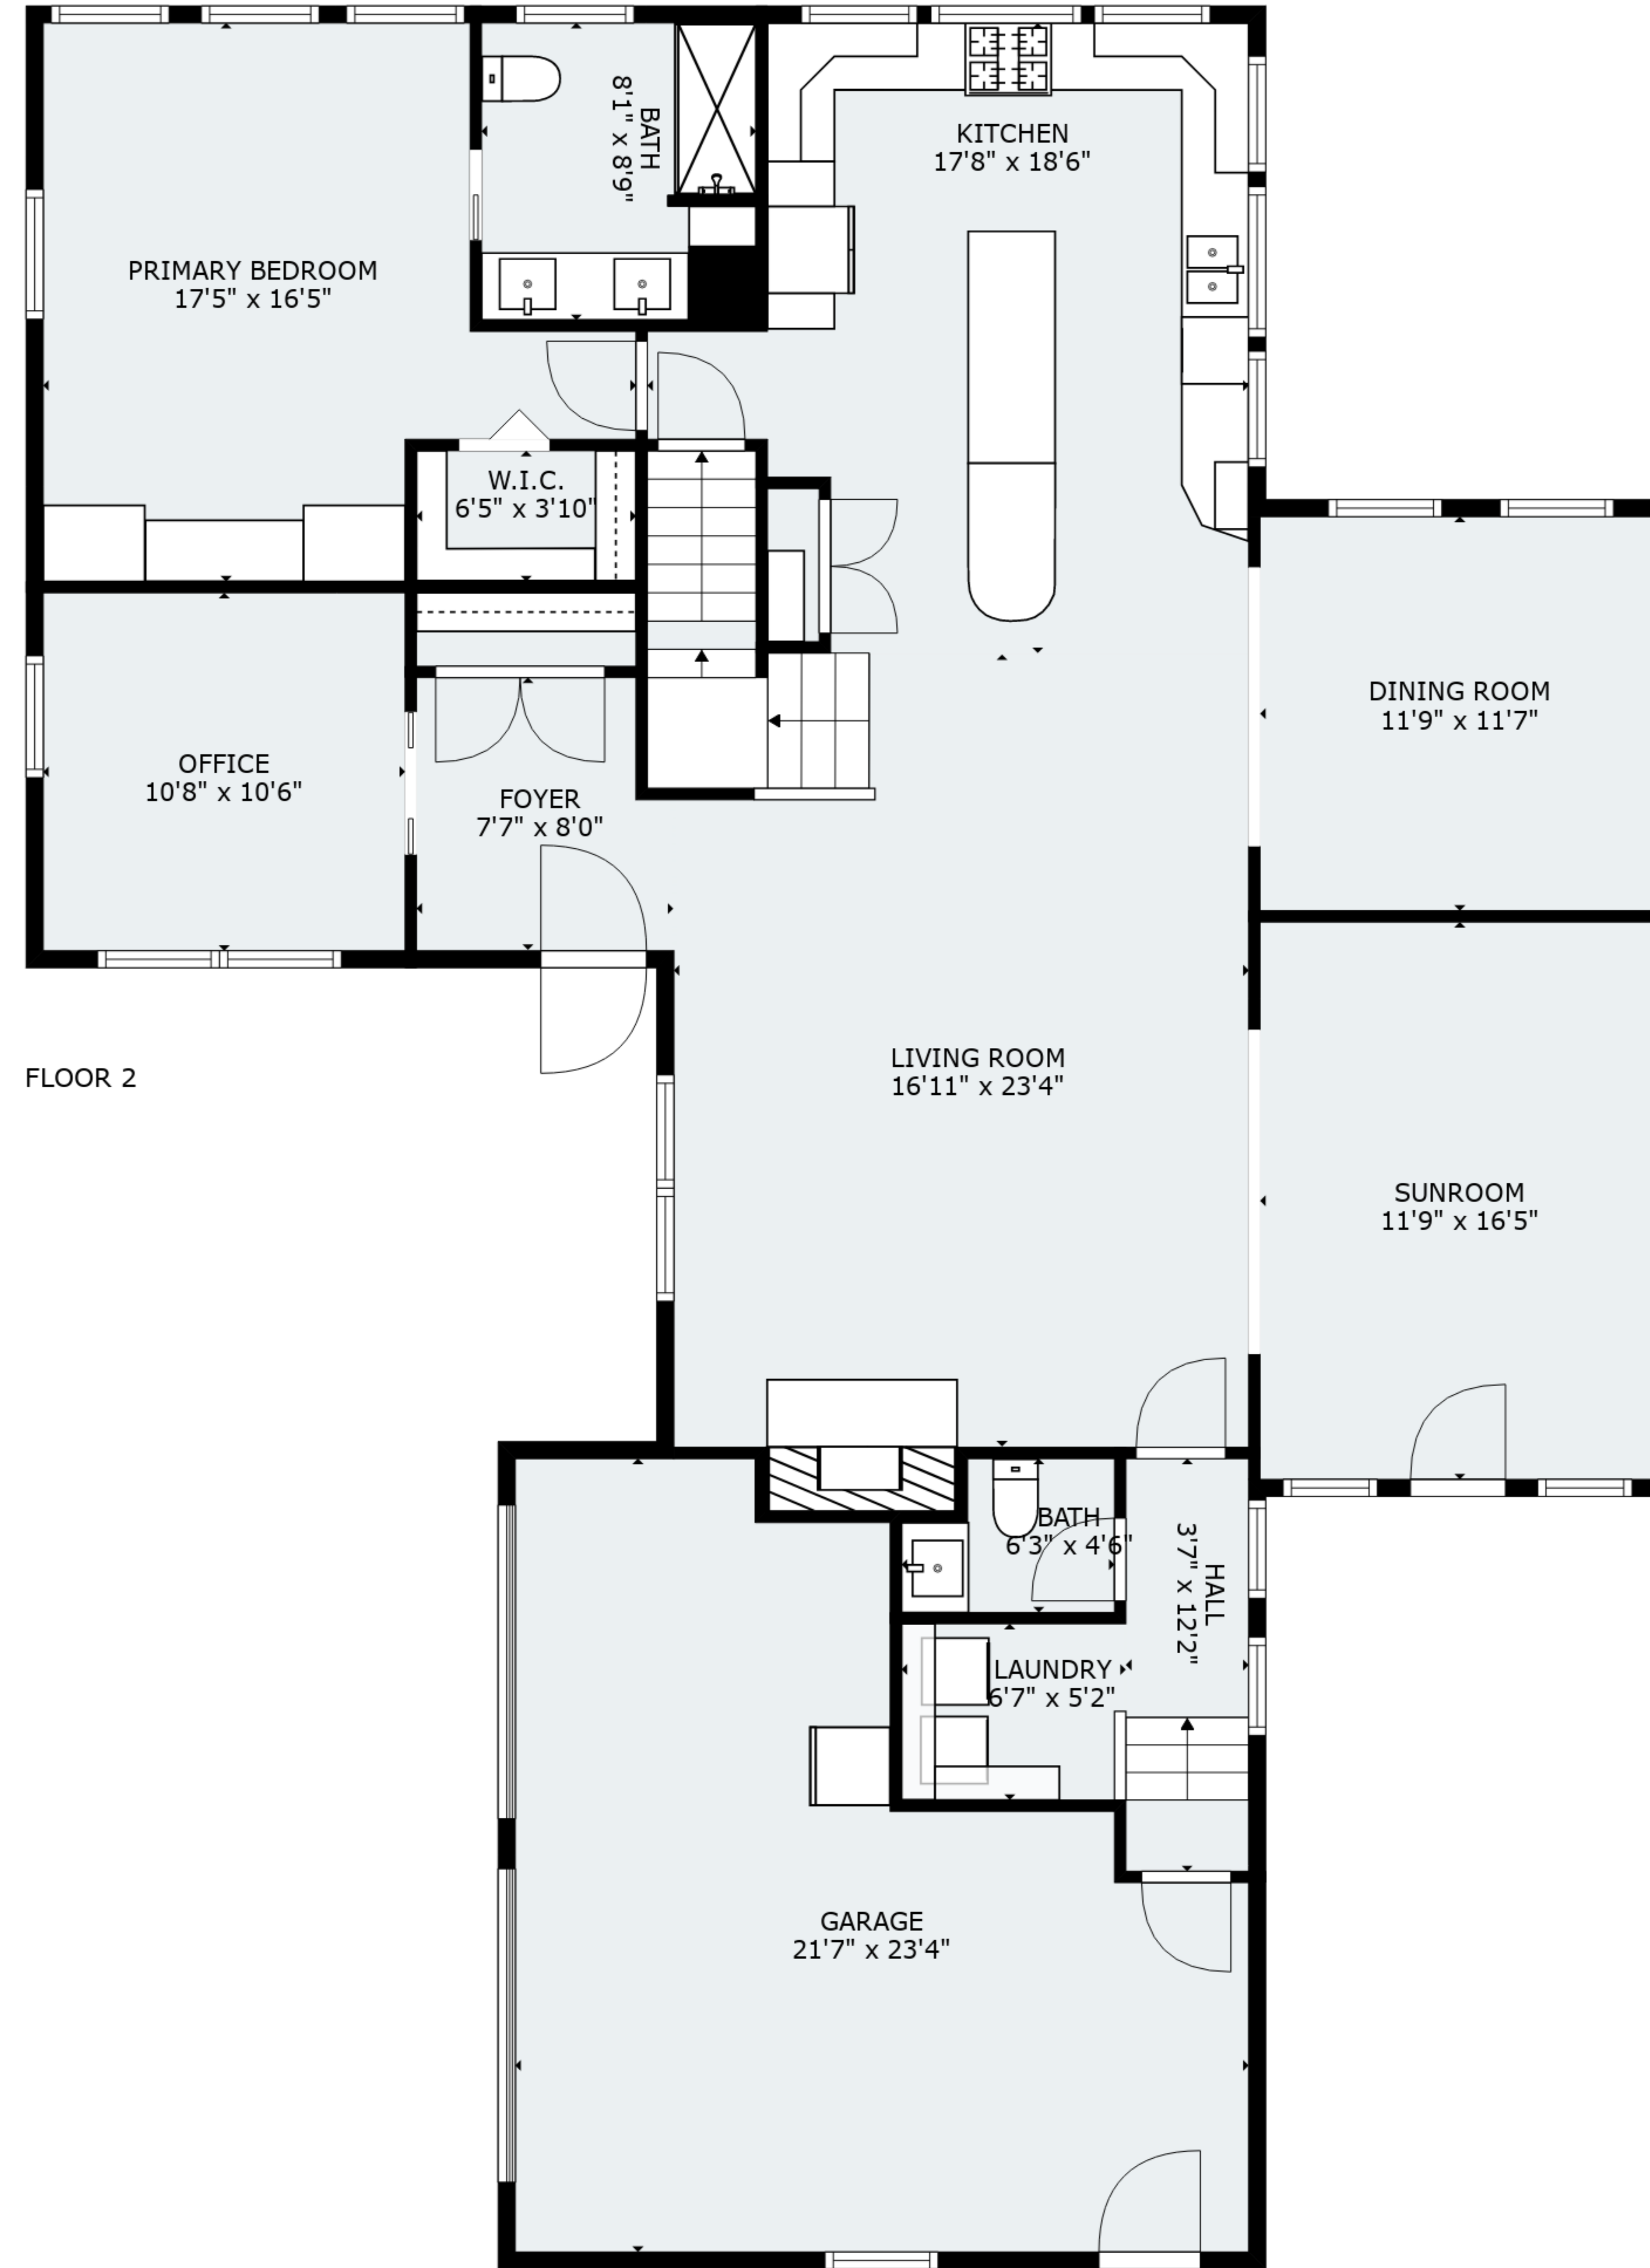 BATH
8'1" x 8'9"
KITCHEN
17'8" x 18'6"
PRIMARY BEDROOM
17'5" x 16'5"
W.I.C.
6'5" x 3'10"
DINING ROOM
11'9" x 11'7"
OFFICE
10'8" x 10'6"
FOYER
7'7" x 8'0"
LIVING ROOM
16'11" x 23'4"
FLOOR 2
SUNROOM
11'9" x 16'5"
BATH
6'3" x 4'6"
HALL
3'7" x 12'2"
LAUNDRY
6'7" x 5'2"
GARAGE
21'7" x 23'4"